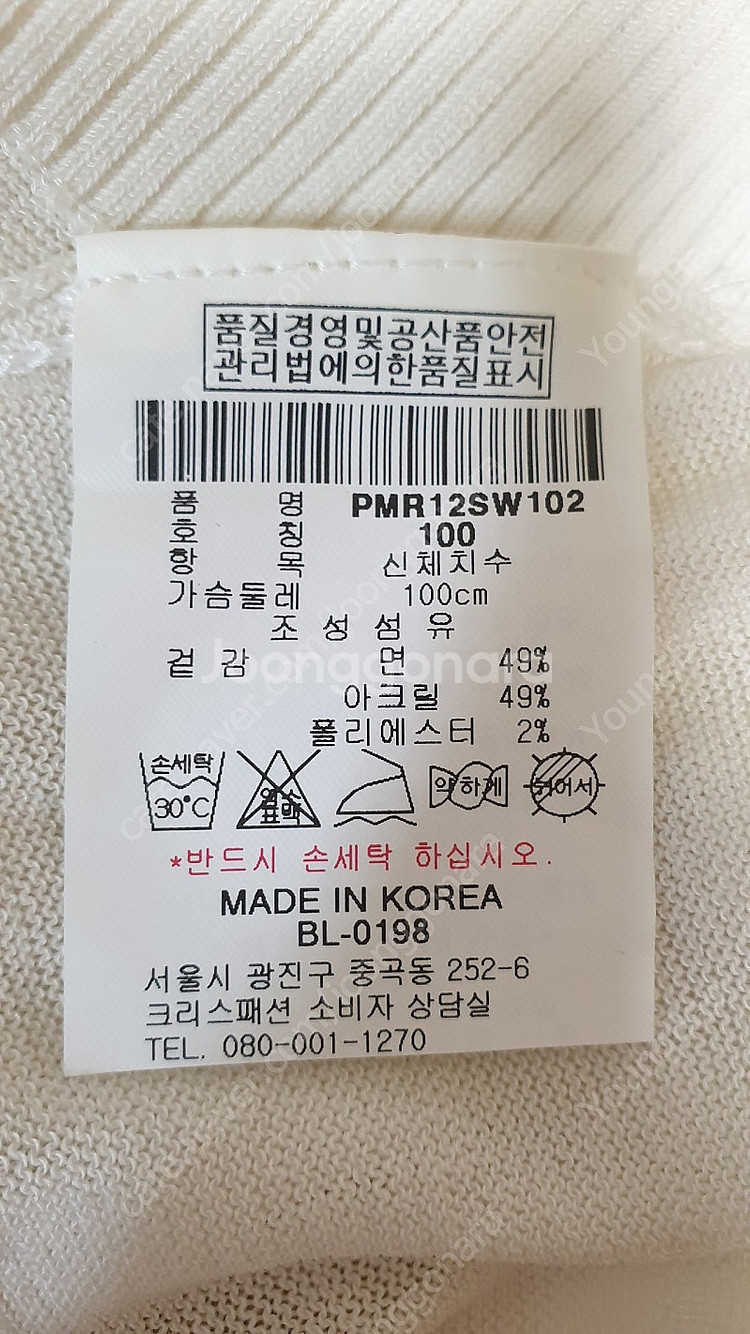 품질경영및공산품안전
관리법에의한품질표시
품 명 PMR12SW102
호 칭 100
항 목 신체치수
가슴둘레 100cm
조 성 섬 유
겉 감 면 49%
아크릴 49%
폴리에스터 2%
손세탁 염소 약하게 뉘어서
30°C 표백
*반드시 손세탁 하십시오.
MADE IN KOREA
BL-0198
서울시 광진구 중곡동 252-6
크리스패션 소비자 상담실
TEL. 080-001-1270
Joonggonara